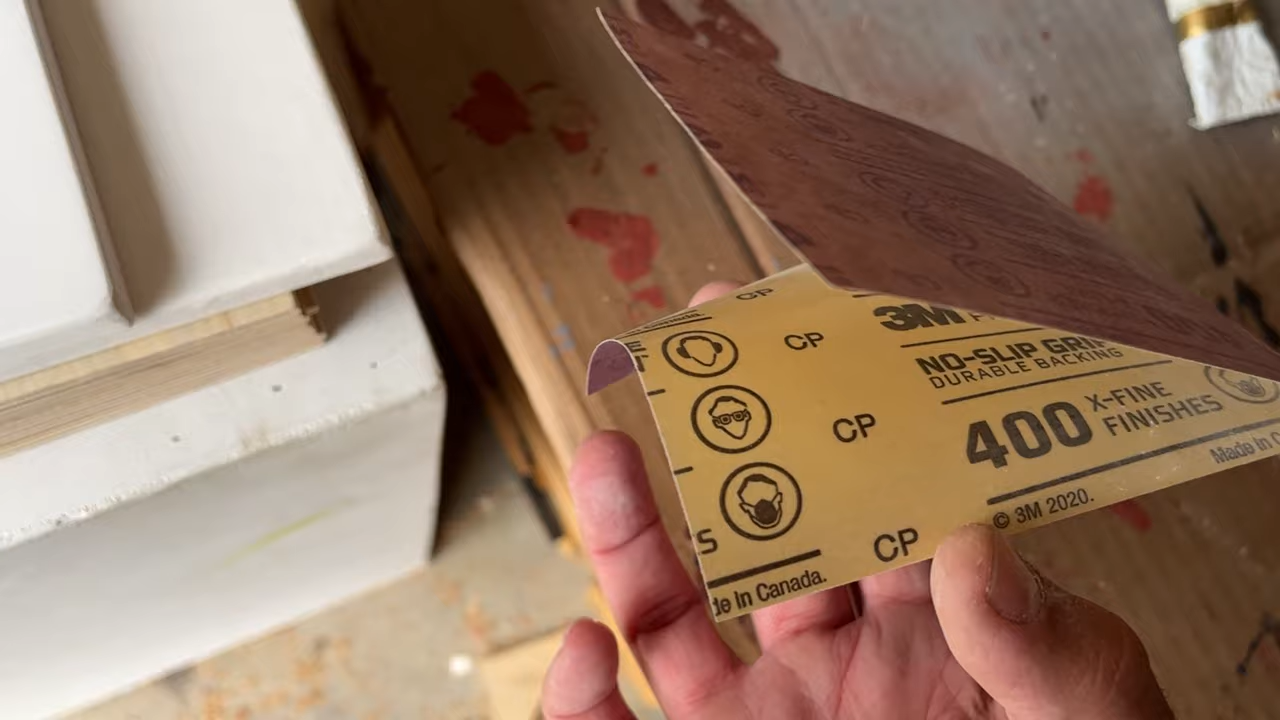 CP
Canada.
CP
3M
NO-SLIP GRIP
DURABLE BACKING
CP
400 X-FINE
FINISHES
S
CP
© 3M 2020.
Made in C
de in Canada.